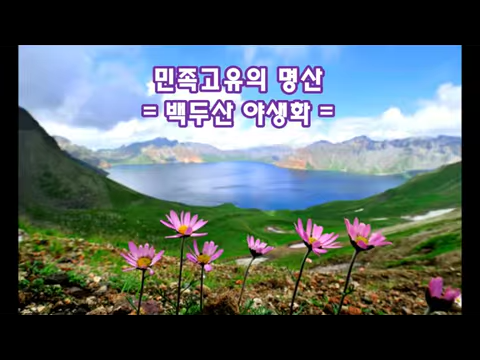 민족고유의 명산
= 백두산 야생화 =